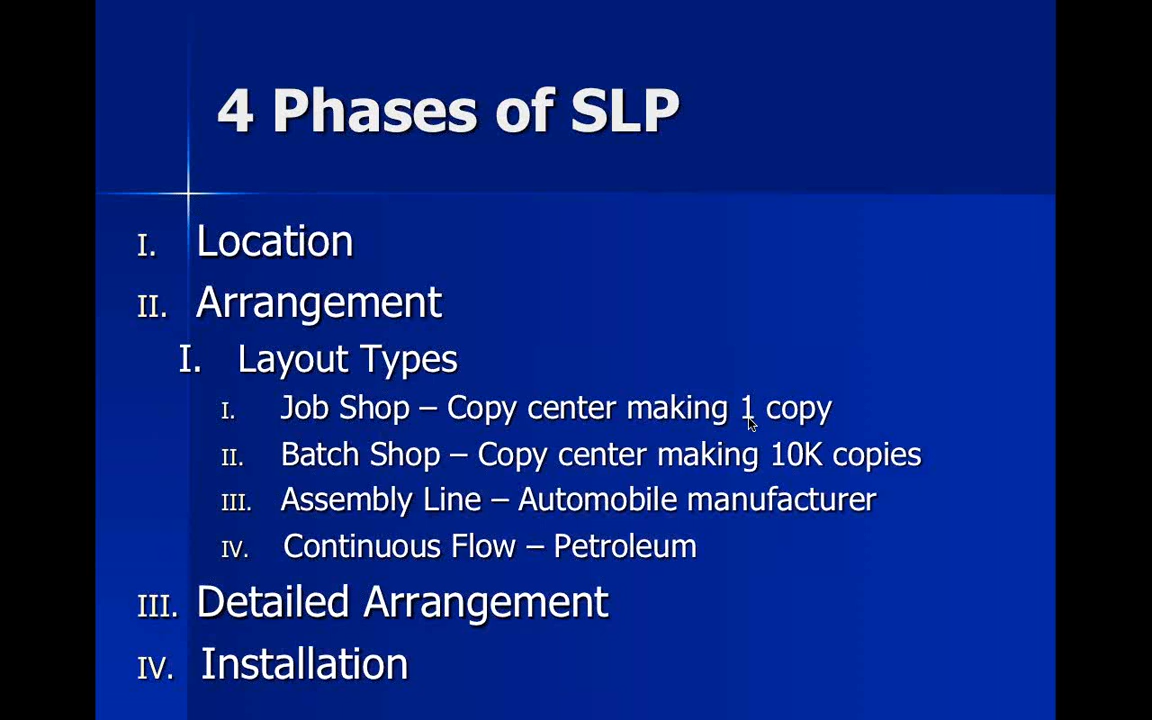 4 Phases of SLP
I. Location
II. Arrangement
I. Layout Types
I. Job Shop – Copy center making 1 copy
II. Batch Shop – Copy center making 10K copies
III. Assembly Line – Automobile manufacturer
IV. Continuous Flow – Petroleum
III. Detailed Arrangement
IV. Installation